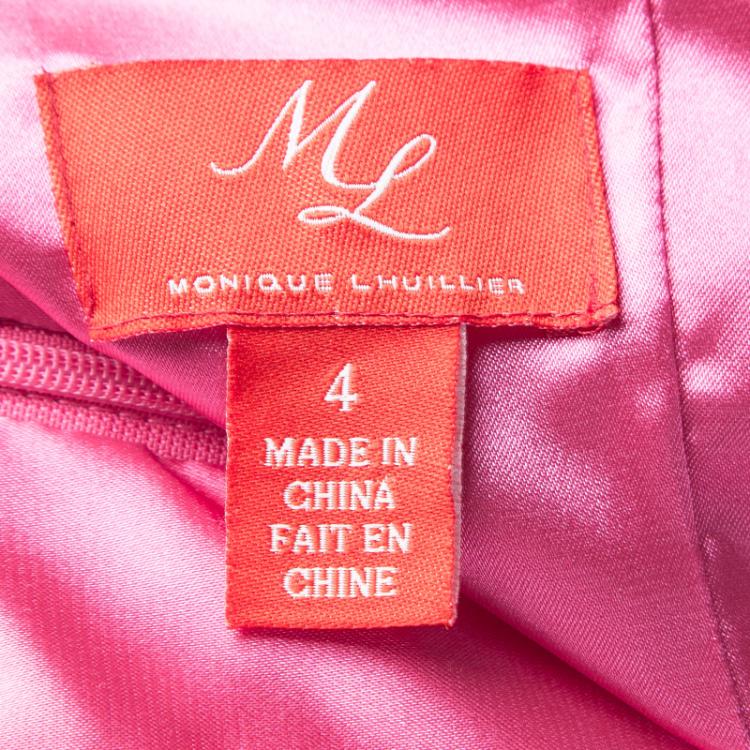 ML
MONIQUE LHUILLIER
4
MADE IN
CHINA
FAIT EN
CHINE